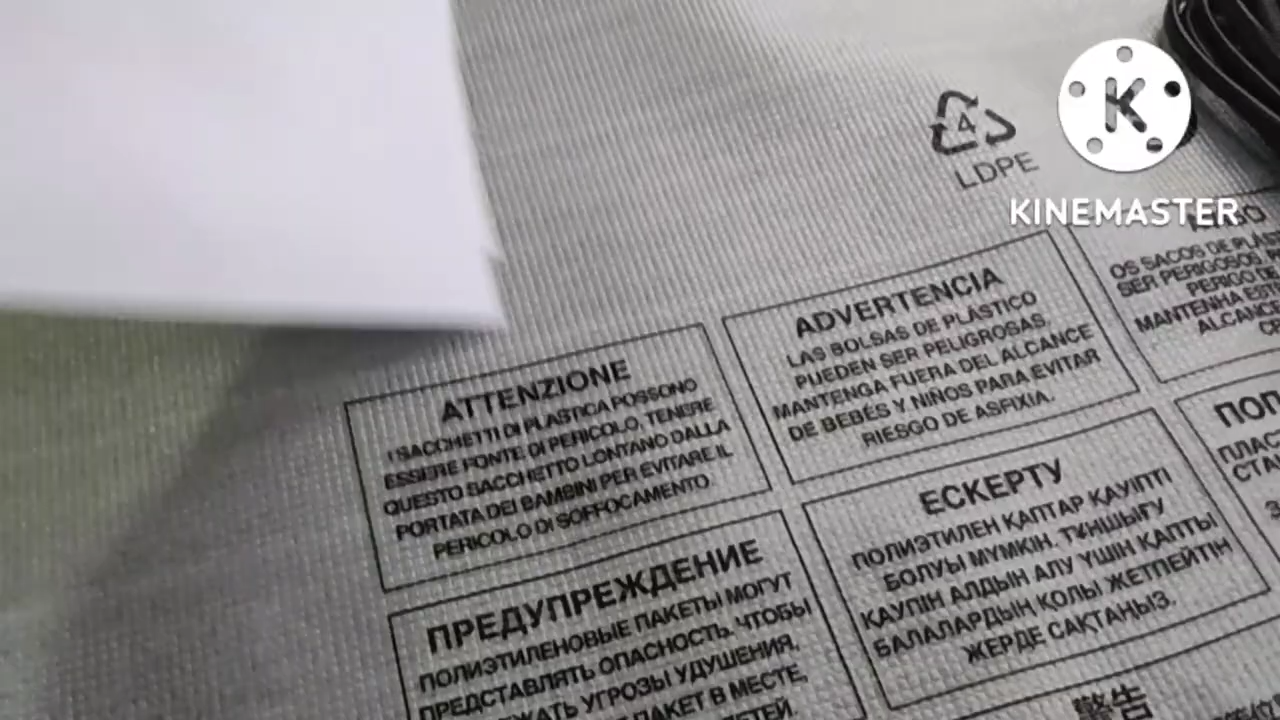 4
LDPE
K
KINEMASTER
ATTENZIONE
I SACCHETTI DI PLASTICA POSSONO
ESSERE FONTE DI PERICOLO, TENERE
QUESTO SACCHETTO LONTANO DALLA
PORTATA DEI BAMBINI PER EVITARE IL
PERICOLO DI SOFFOCAMENTO.
ADVERTENCIA
LAS BOLSAS DE PLÁSTICO
PUEDEN SER PELIGROSAS.
MANTENGA FUERA DEL ALCANCE
DE BEBÉS Y NIÑOS PARA EVITAR
RIESGO DE ASFIXIA.
OS SACOS DE
SER PERIGOSOS.
PERIGO DE
MANTENHA
ПРЕДУПРЕЖДЕНИЕ
ПОЛИЭТИЛЕНОВЫЕ ПАКЕТЫ МОГУТ
ПРЕДСТАВЛЯТЬ ОПАСНОСТЬ. ЧТОБЫ
УГРОЗЫ УДУШЕНИЯ,
ПАКЕТ В МЕСТЕ,
ЕСКЕРТУ
ПОЛИЭТИЛЕН ҚАПТАР ҚАУІПТІ
БОЛУЫ МҮМКІН. ТҰНШЫҒУ
ҚАУПІН АЛДЫН АЛУ ҮШІН ҚАПТЫ
БАЛАЛАРДЫҢ ҚОЛЫ ЖЕТПЕЙТІН
ЖЕРДЕ САҚТАҢЫЗ.
警告